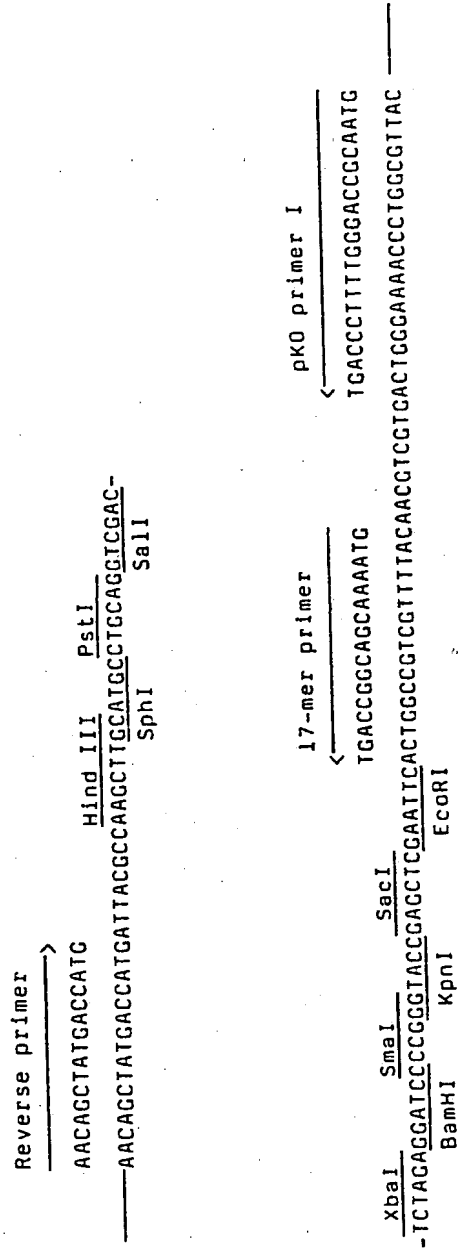 Reverse primer
AACAGCTATGACCATG
Hind III PstI
AACAGCTATGACCATGATTACGCCAAGCTTGCATGCCTGCAGGTCGAC-
SphI SalI
17-mer primer
pKO primer I
TGACCGGCAGCAAAATG
TGACCCTTTTGGGACCGCAATG
XbaI SmaI SacI
-TCTAGAGGATCCCCGGGTACCGAGCTCGAATTCACTGGCCGTCGTTTTACAACGTCGTGACTGGGAAAACCCTGGCGTTAC
BamHI KpnI EcoRI